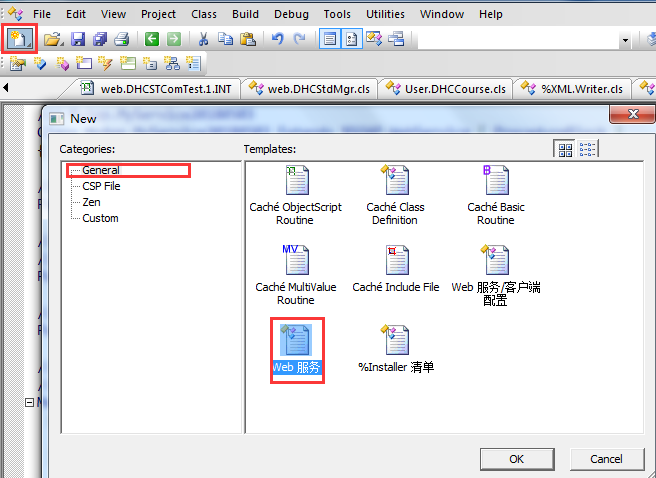 File Edit View Project Class Build Debug Tools Utilities Window Help
web.DHCSTComTest.1.INT web.DHCStdMgr.cls User.DHCCourse.cls %XML.Writer.cls
New
Categories:
Templates:
General
CSP File
Zen
Custom
Caché ObjectScript
Routine
Caché Class
Definition
Caché Basic
Routine
Caché MultiValue
Routine
Caché Include File
Web 服务/客户端
配置
Web 服务
%Installer 清单
OK Cancel